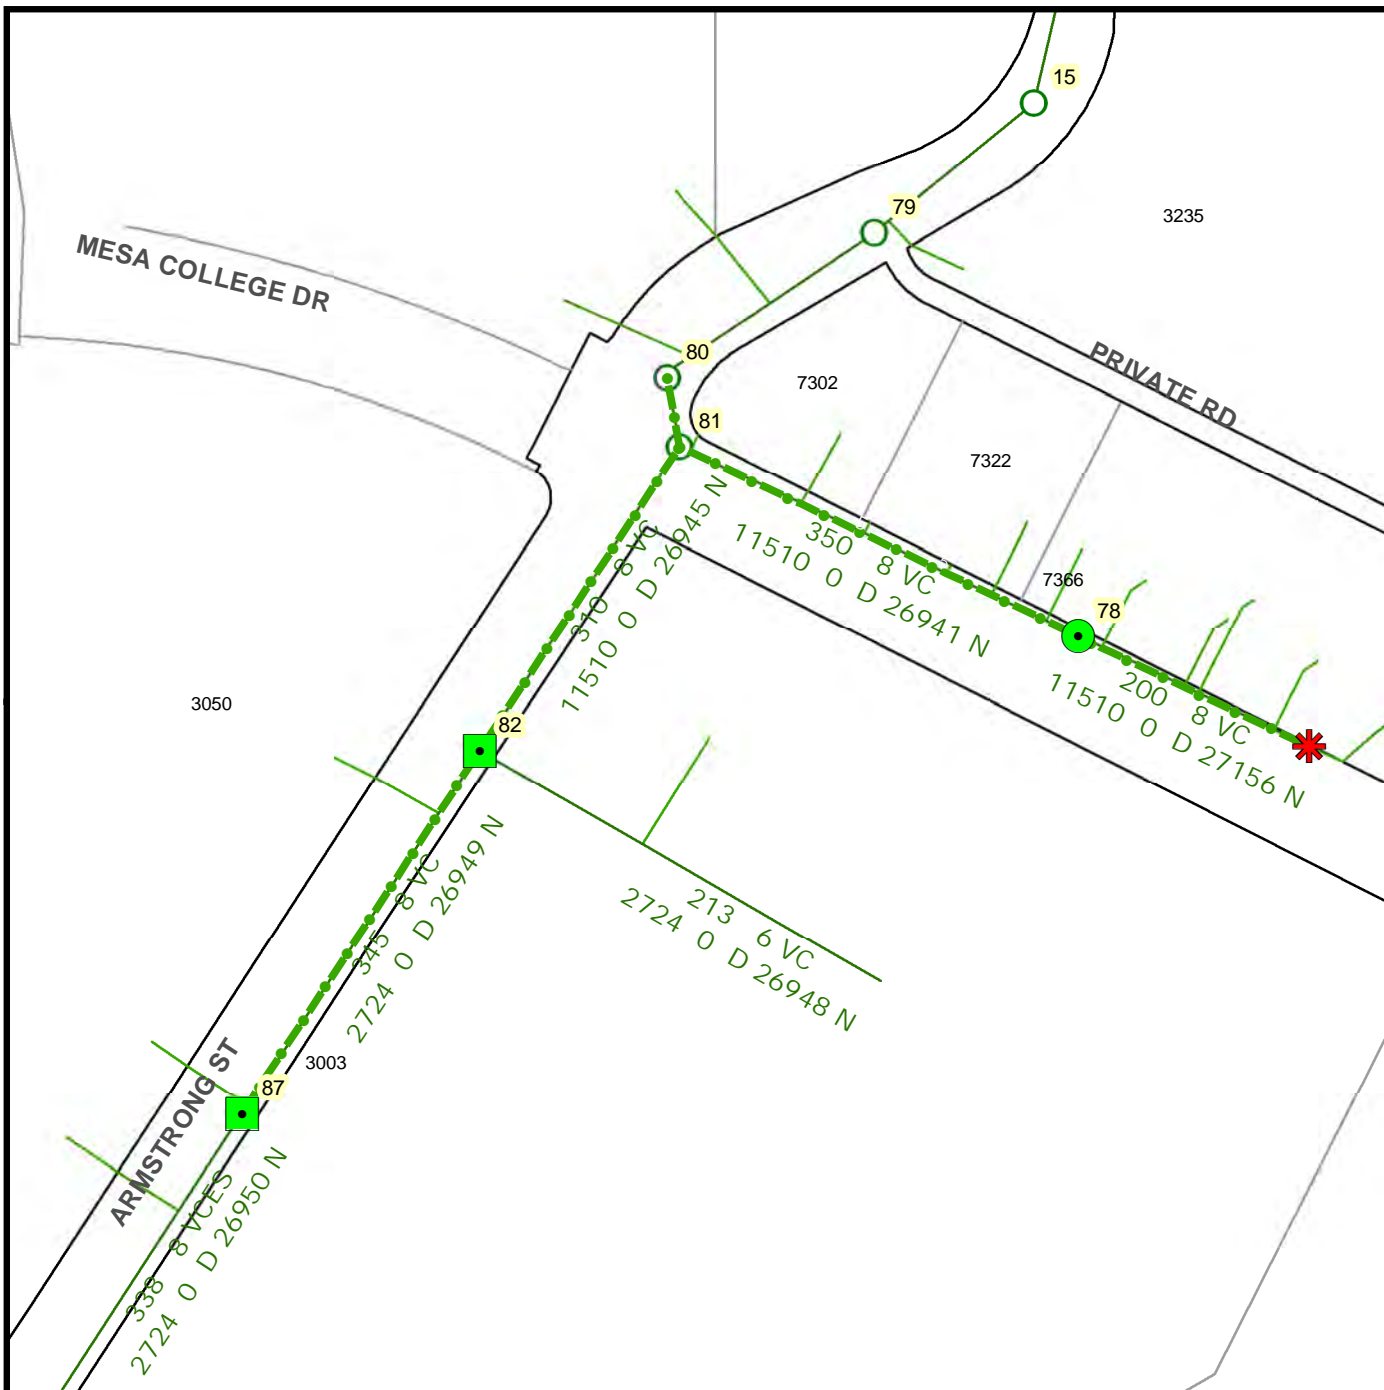 15
79
3235
MESA COLLEGE DR
80
PRIVATE RD
7302
81
7322
350 8 VC
11510 0 D 26941 N
310 8 VC
11510 0 D 26945 N
7366
78
200 8 VC
11510 0 D 27156 N
3050
82
345 8 VC
2724 0 D 26949 N
213 6 VC
2724 0 D 26948 N
3003
87
ARMSTRONG ST
338 8 VCES
2724 0 D 26950 N